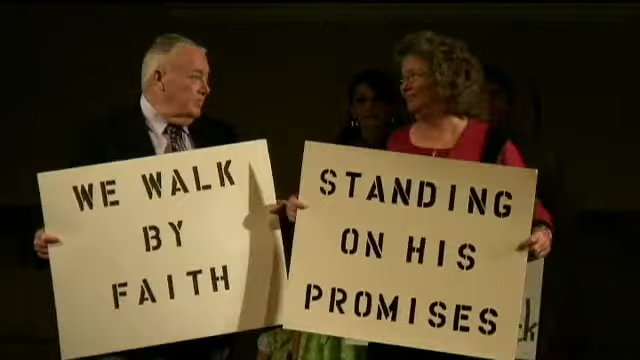 WE WALK
BY
FAITH
STANDING
ON HIS
PROMISES